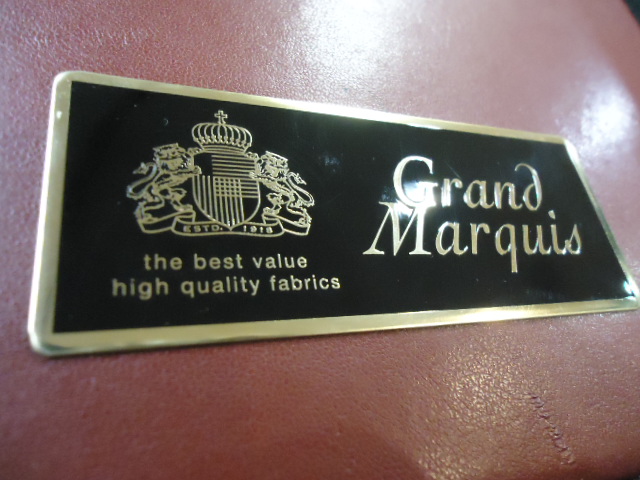 ESTD. 1918
the best value
high quality fabrics
Grand
Marquis